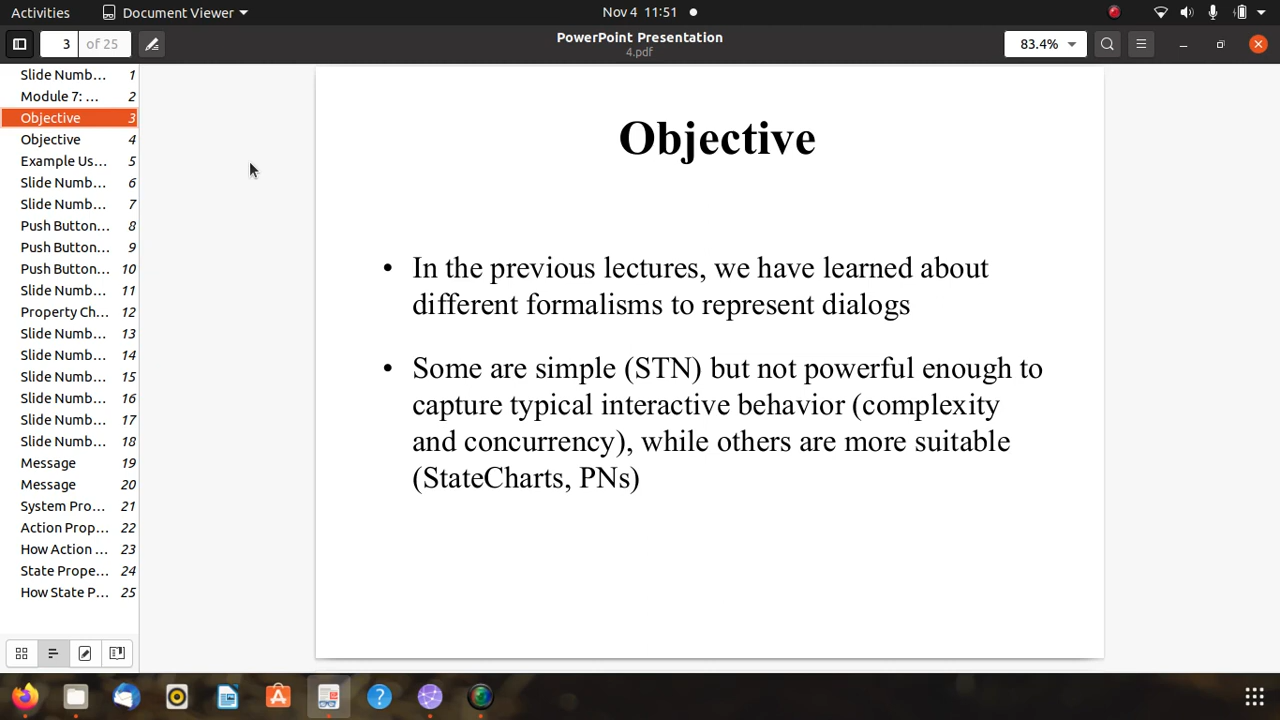 Activities
Document Viewer
Nov 4 11:51
3
of 25
PowerPoint Presentation
4.pdf
83.4%
Slide Numb... 1
Module 7: ... 2
Objective 3
Objective 4
Example Us... 5
Slide Numb... 6
Slide Numb... 7
Push Button... 8
Push Button... 9
Push Button... 10
Slide Numb... 11
Property Ch... 12
Slide Numb... 13
Slide Numb... 14
Slide Numb... 15
Slide Numb... 16
Slide Numb... 17
Slide Numb... 18
Message 19
Message 20
System Pro... 21
Action Prop... 22
How Action ... 23
State Prope... 24
How State P... 25
Objective
• In the previous lectures, we have learned about
different formalisms to represent dialogs
• Some are simple (STN) but not powerful enough to
capture typical interactive behavior (complexity
and concurrency), while others are more suitable
(StateCharts, PNs)